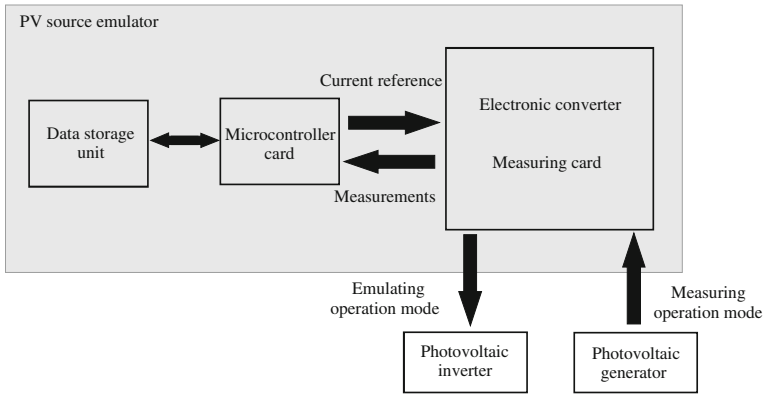 PV source emulator
Current reference
Electronic converter
Data storage
unit
Microcontroller
card
Measuring card
Measurements
Emulating
operation mode
Measuring
operation mode
Photovoltaic
inverter
Photovoltaic
generator